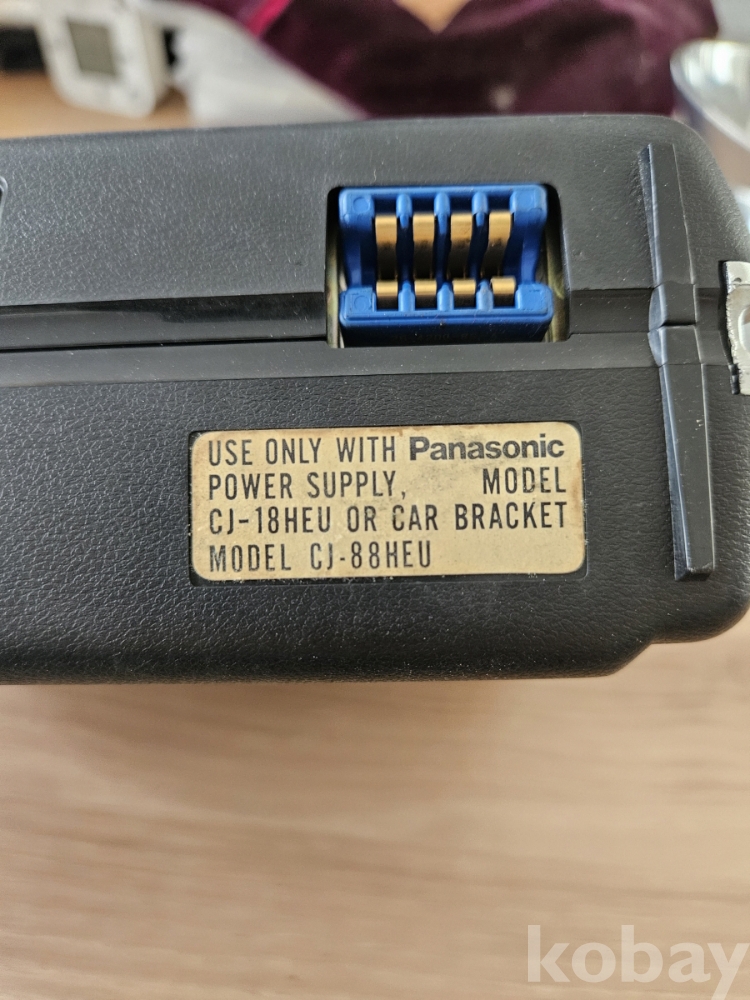 USE ONLY WITH Panasonic
POWER SUPPLY, MODEL
CJ-18HEU OR CAR BRACKET
MODEL CJ-88HEU
kobay